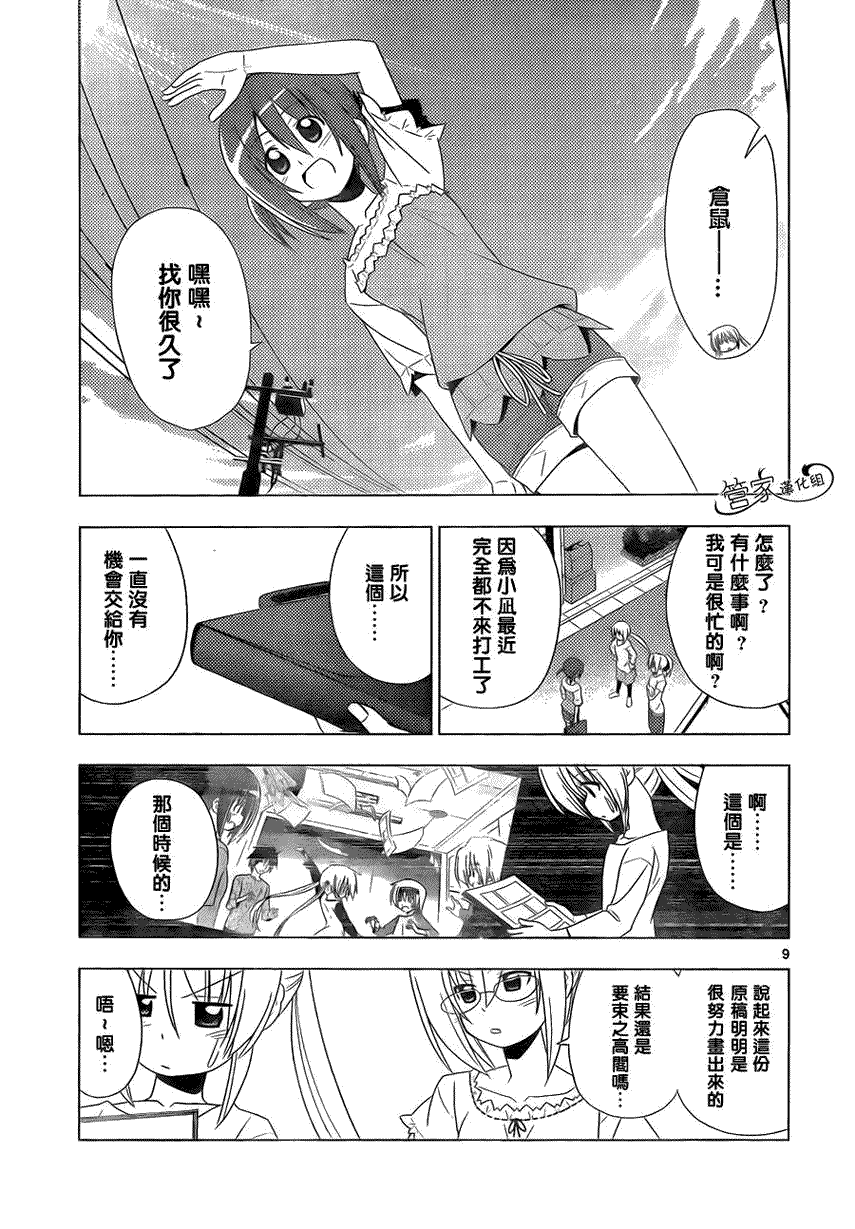 倉鼠——…
嘿嘿~
找你很久了
管家進化組
怎麼了?
有什麼事啊?
我可是很忙的啊?
因為小凪最近
完全都不來打工了
所以
這個……
一直沒有
機會交給你……
啊……
這個是……
那個時候的…
9
說起來這份
原稿明明是
很努力畫出來的
結果還是
要束之高閣嗎…
唔~嗯…